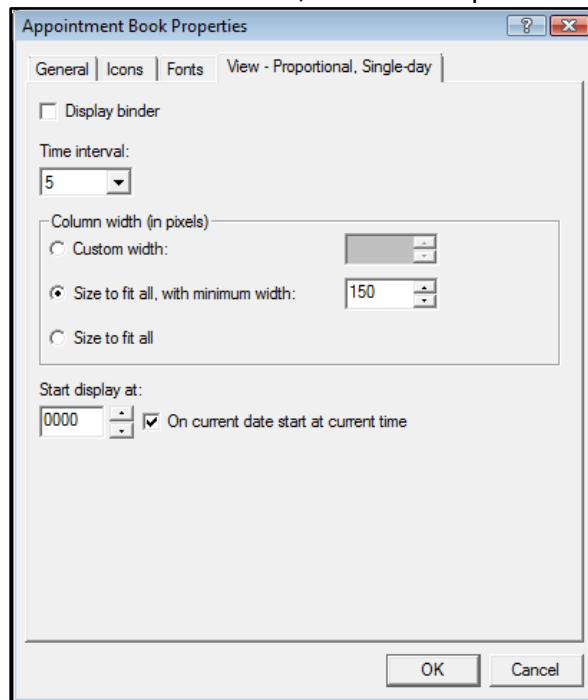 Appointment Book Properties
General Icons Fonts View - Proportional, Single-day
Display binder
Time interval:
5
Column width (in pixels)
Custom width:
Size to fit all, with minimum width: 150
Size to fit all
Start display at:
0000 On current date start at current time
OK Cancel